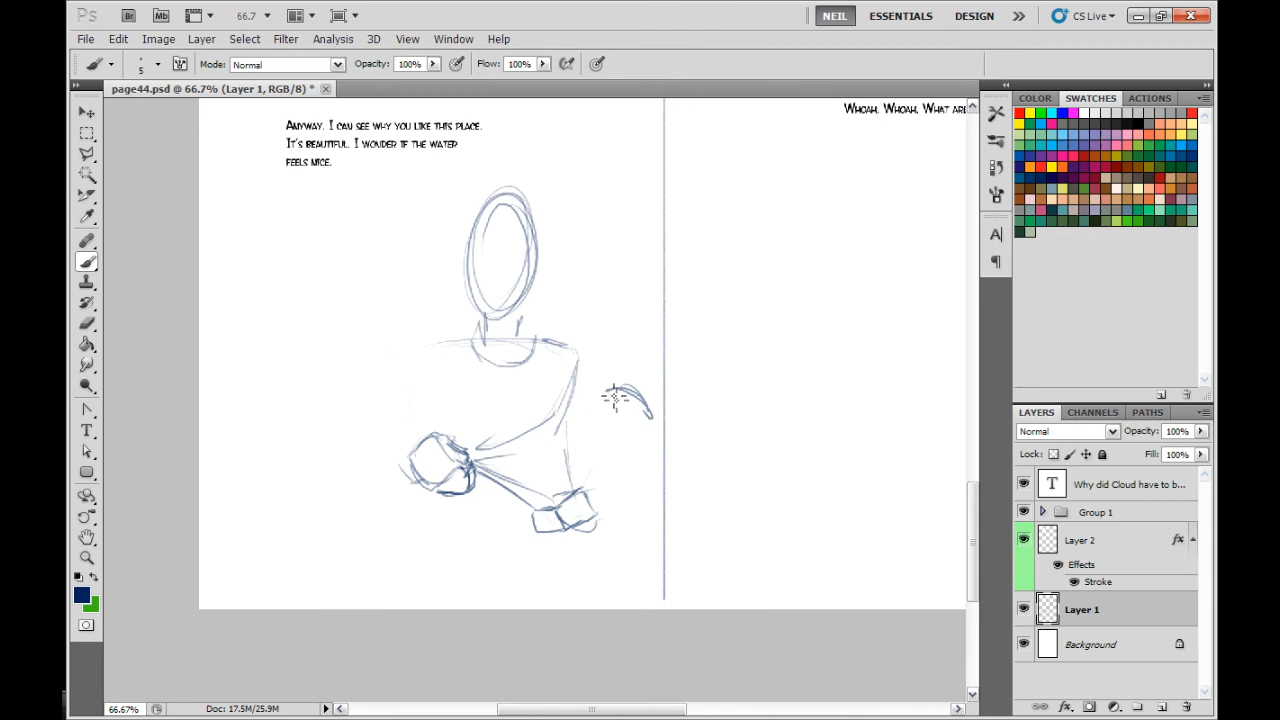 Ps Br Mb 66.7 NEIL ESSENTIALS DESIGN CS Live
File Edit Image Layer Select Filter Analysis 3D View Window Help
5 Mode: Normal Opacity: 100% Flow: 100%
page44.psd @ 66.7% (Layer 1, RGB/8) *
COLOR SWATCHES ACTIONS
Whoah. Whoah. What are
Anyway. I can see why you like this place.
It's beautiful. I wonder if the water
feels nice.
LAYERS CHANNELS PATHS
Normal Opacity: 100%
Lock: Fill: 100%
T Why did Cloud have to b...
Group 1
Layer 2 fx
Effects
Stroke
Layer 1
Background
66.67% Doc: 17.5M/25.9M